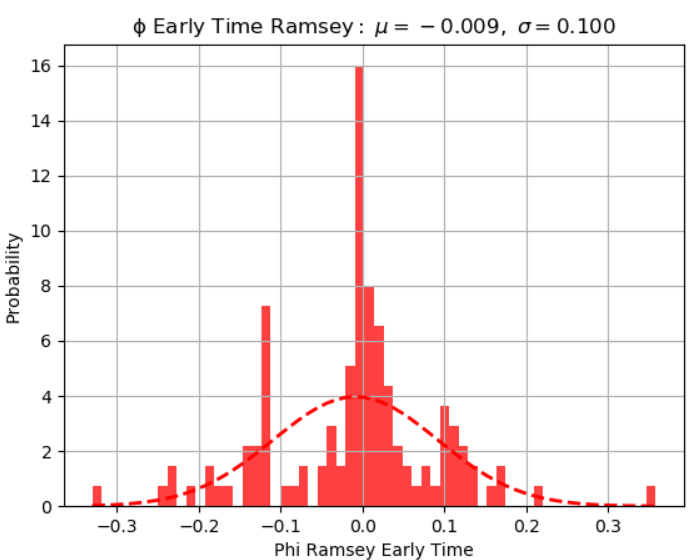 ϕ Early Time Ramsey: μ = −0.009, σ = 0.100
16
14
12
10
8
6
4
2
0
Probability
−0.3 −0.2 −0.1 0.0 0.1 0.2 0.3
Phi Ramsey Early Time